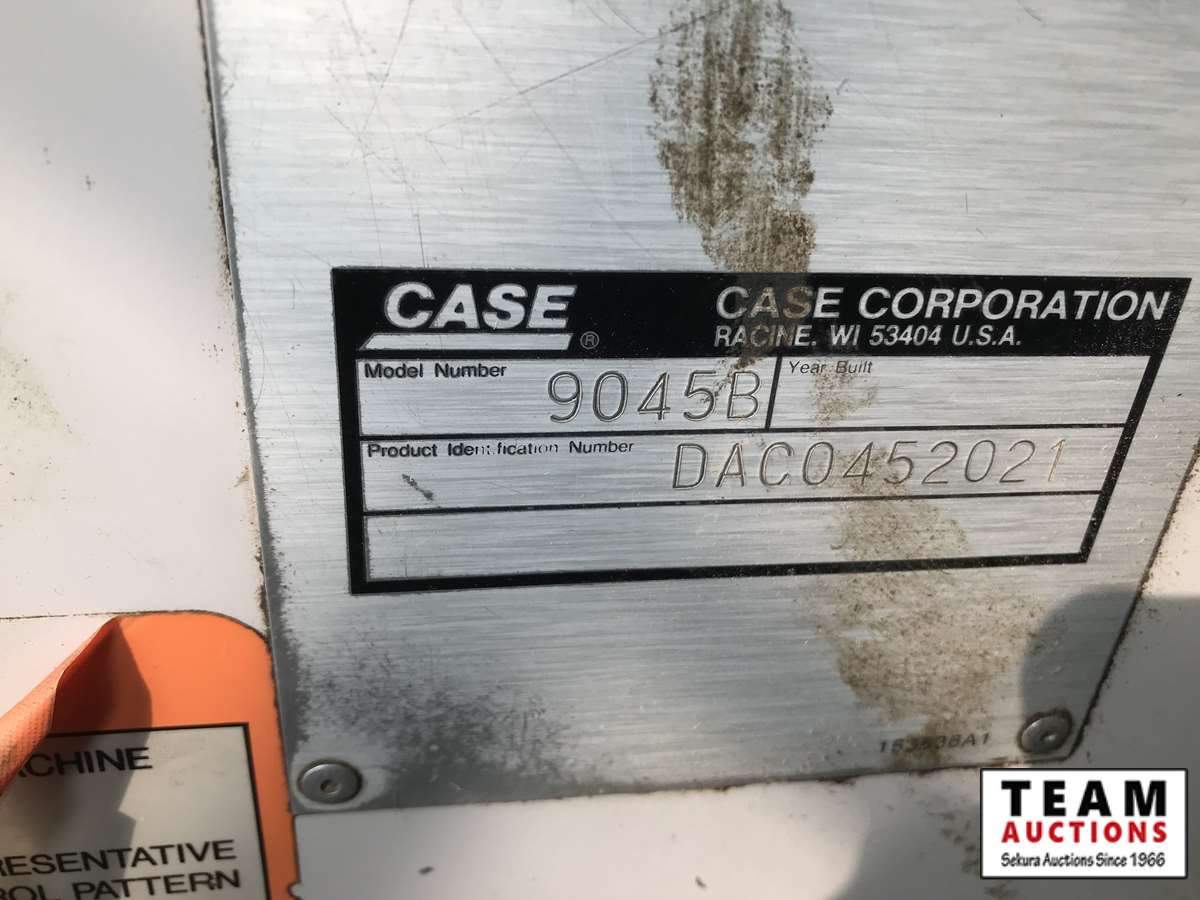 CASE ®
CASE CORPORATION
RACINE, WI 53404 U.S.A.
Model Number 9045B
Year Built
Product Identification Number DAC0452021
ACHINE
RESENTATIVE
ROL PATTERN
TEAM
AUCTIONS
Sekura Auctions Since 1966